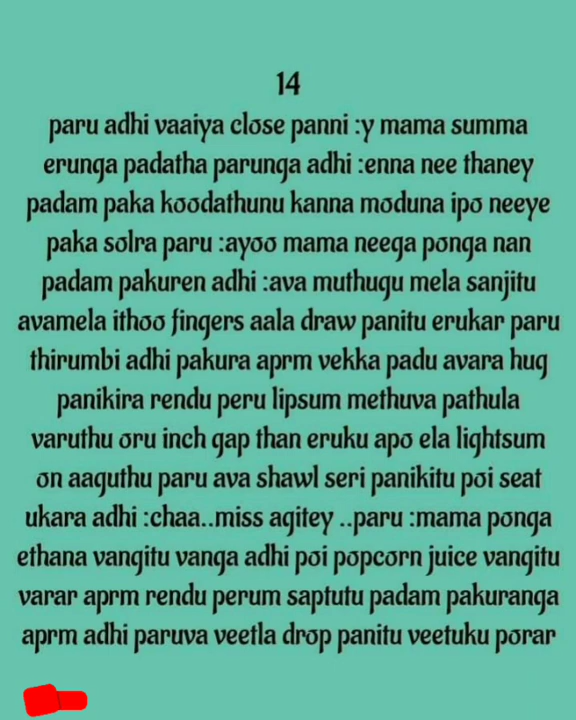 14
paru adhi vaaiya close panni :y mama summa
erunga padatha parunga adhi :enna nee thaney
padam paka koodathunu kanna moduna ipo neeye
paka solra paru :ayoo mama neega ponga nan
padam pakuren adhi :ava muthugu mela sanjitu
avamela ithoo fingers aala draw panitu erukar paru
thirumbi adhi pakura aprm vekka padu avara hug
panikira rendu peru lipsum methuva pathula
varuthu oru inch gap than eruku apo ela lightsum
on aaguthu paru ava shawl seri panikitu poi seat
ukara adhi :chaa..miss agitey ..paru :mama ponga
ethana vangitu vanga adhi poi popcorn juice vangitu
varar aprm rendu perum saptutu padam pakuranga
aprm adhi paruva veetla drop panitu veetuku porar